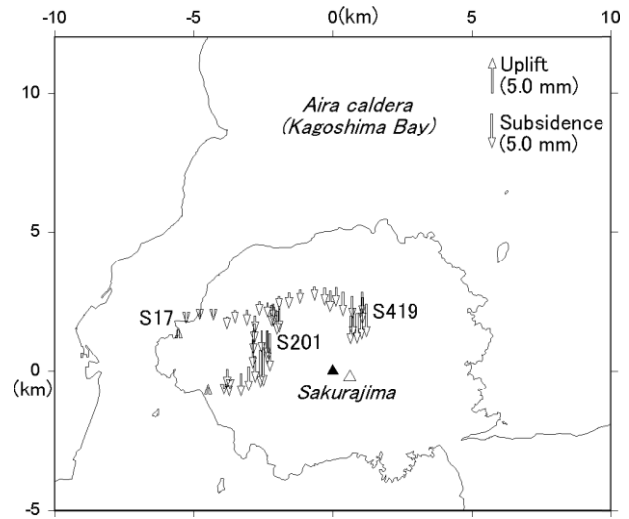 -10 -5 0 (km) 5 10
Uplift
(5.0 mm)
Subsidence
(5.0 mm)
Aira caldera
(Kagoshima Bay)
10
5
S17
S419
S201
0
(km)
Sakurajima
-5